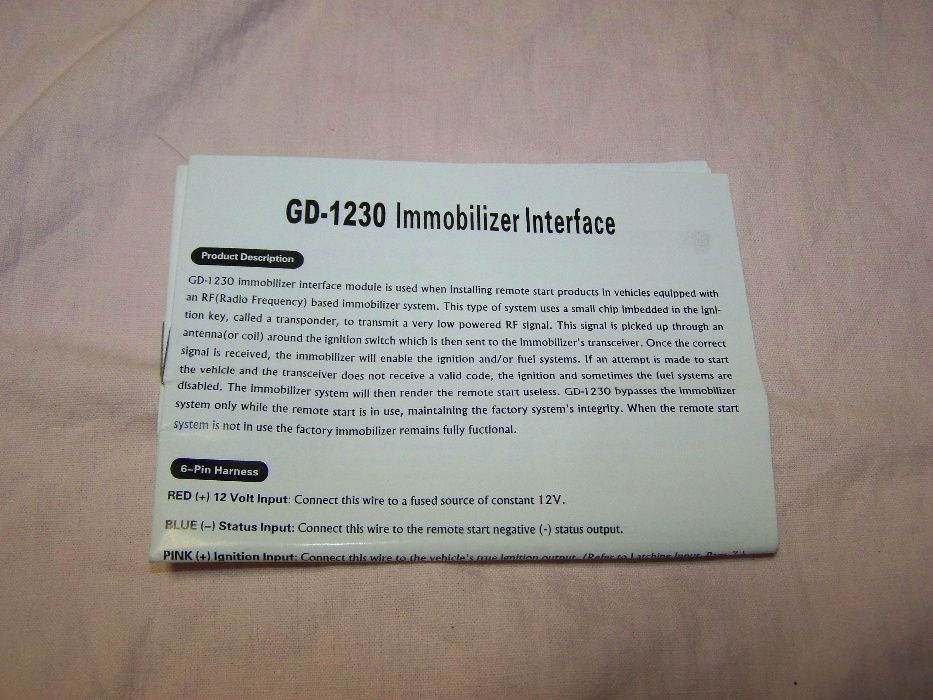 GD-1230 Immobilizer Interface
Product Description
GD-1230 immobilizer interface module is used when installing remote start products in vehicles equipped with
an RF(Radio Frequency) based immobilizer system. This type of system uses a small chip imbedded in the igni-
tion key, called a transponder, to transmit a very low powered RF signal. This signal is picked up through an
antenna(or coil) around the ignition switch which is then sent to the immobilizer's transceiver. Once the correct
signal is received, the immobilizer will enable the ignition and/or fuel systems. If an attempt is made to start
the vehicle and the transceiver does not receive a valid code, the ignition and sometimes the fuel systems are
disabled. The immobilizer system will then render the remote start useless. GD-1230 bypasses the immobilizer
system only while the remote start is in use, maintaining the factory system's integrity. When the remote start
system is not in use the factory immobilizer remains fully fuctional.
6-Pin Harness
RED (+) 12 Volt Input: Connect this wire to a fused source of constant 12V.
BLUE (-) Status Input: Connect this wire to the remote start negative (-) status output.
PINK (+) Ignition Input: Connect this wire to the vehicle's true ignition output. (Refer to Latching Input,